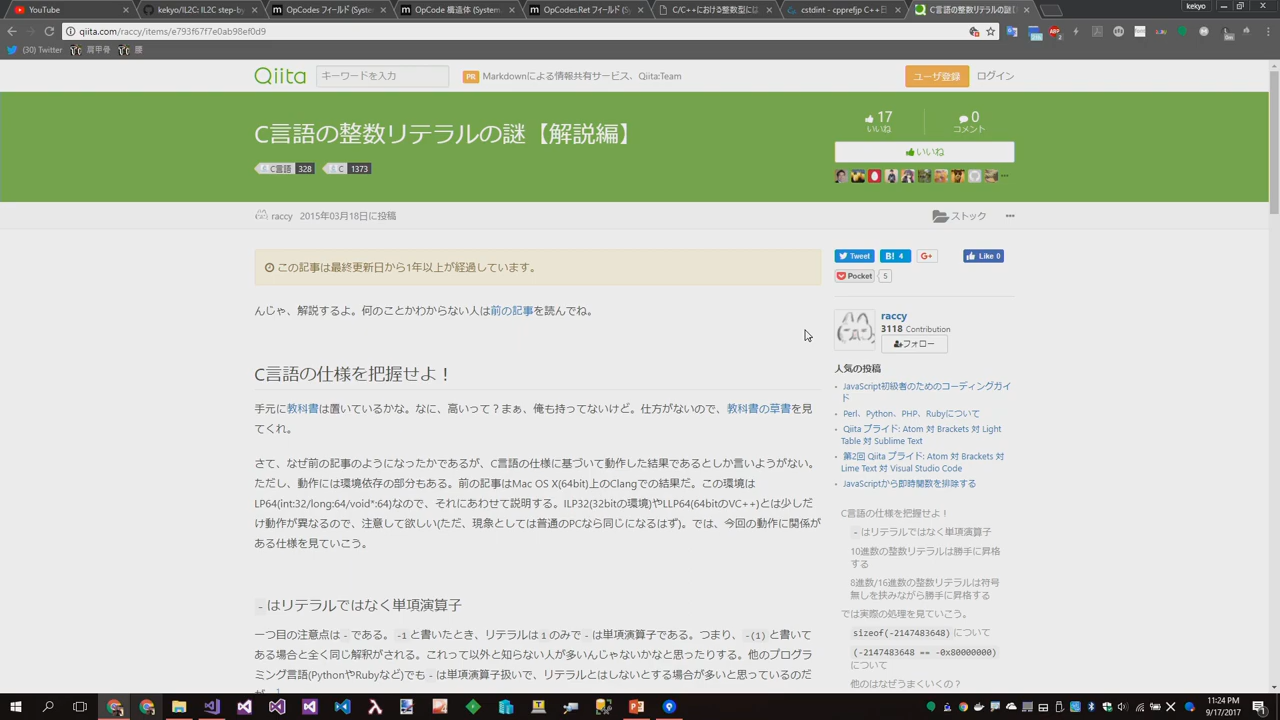 YouTube
kekyo/IL2C: IL2C step-by
OpCodes フィールド (System
OpCode 構造体 (System.
OpCodes.Ret フィールド (Sys
C/C++における整数型には
cstdint - cpprefjp C++日
C言語の整数リテラルの謎【
kekyo
qiita.com/raccy/items/e793f67f7e0ab98ef0d9
(30) Twitter
肩甲骨
腰
Qiita
キーワードを入力
PR Markdownによる情報共有サービス、Qiita:Team
ユーザ登録
ログイン
C言語の整数リテラルの謎【解説編】
17
いいね
0
コメント
C言語 328
C 1373
いいね
raccy 2015年03月18日に投稿
ストック
この記事は最終更新日から1年以上が経過しています。
Tweet
B! 4
G+
Like 0
Pocket 5
んじゃ、解説するよ。何のことかわからない人は前の記事を読んでね。
raccy
3118 Contribution
フォロー
C言語の仕様を把握せよ！
手元に教科書は置いているかな。なに、高いって？まぁ、俺も持ってないけど。仕方がないので、教科書の草書を見
てくれ。
さて、なぜ前の記事のようになったかであるが、C言語の仕様に基づいて動作した結果であるとしか言いようがない。
ただし、動作には環境依存の部分もある。前の記事はMac OS X(64bit)上のClangでの結果だ。この環境は
LP64(int:32/long:64/void*:64)なので、それにあわせて説明する。ILP32(32bitの環境)やLLP64(64bitのVC++)とは少しだ
け動作が異なるので、注意して欲しい(ただ、現象としては普通のPCなら同じになるはず)。では、今回の動作に関係が
ある仕様を見ていこう。
-はリテラルではなく単項演算子
一つ目の注意点は - である。 -1 と書いたとき、リテラルは 1 のみで - は単項演算子である。つまり、 -(1) と書いて
ある場合と全く同じ解釈がされる。これって以外と知らない人が多いんじゃないかなと思ったりする。他のプログラ
ミング言語(PythonやRubyなど)でも - は単項演算子扱いで、リテラルとはしないとする場合が多いと思っているのだ
が。1
人気の投稿
JavaScript初級者のためのコーディングガイ
ド
Perl、Python、PHP、Rubyについて
Qiita プライド: Atom 対 Brackets 対 Light
Table 対 Sublime Text
第2回 Qiita プライド: Atom 対 Brackets 対
Lime Text 対 Visual Studio Code
JavaScriptから即時関数を排除する
C言語の仕様を把握せよ！
- はリテラルではなく単項演算子
10進数の整数リテラルは勝手に昇格
する
8進数/16進数の整数リテラルは符号
無しを挟みながら勝手に昇格する
では実際の処理を見ていこう。
sizeof(-2147483648) について
(-2147483648 == -0x80000000)
について
他のはなぜうまくいくの？
11:24 PM
9/17/2017